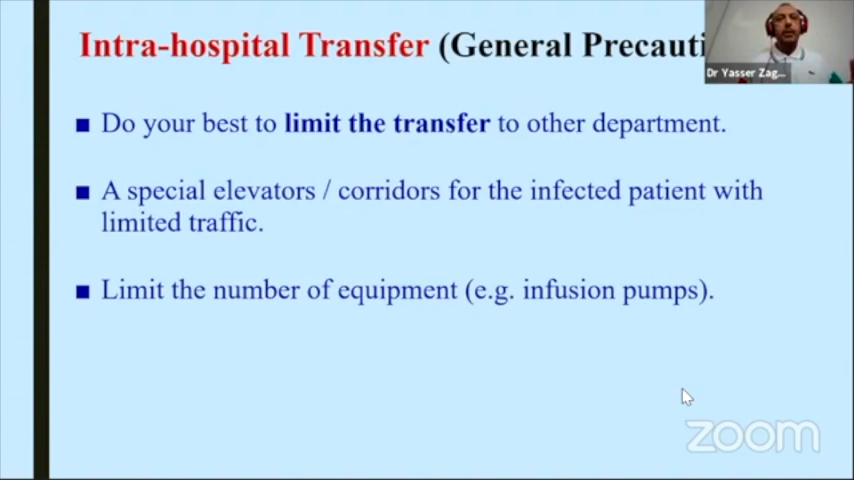 Intra-hospital Transfer (General Precauti
Dr Yasser Zag...
■ Do your best to limit the transfer to other department.
■ A special elevators / corridors for the infected patient with
limited traffic.
■ Limit the number of equipment (e.g. infusion pumps).
zoom